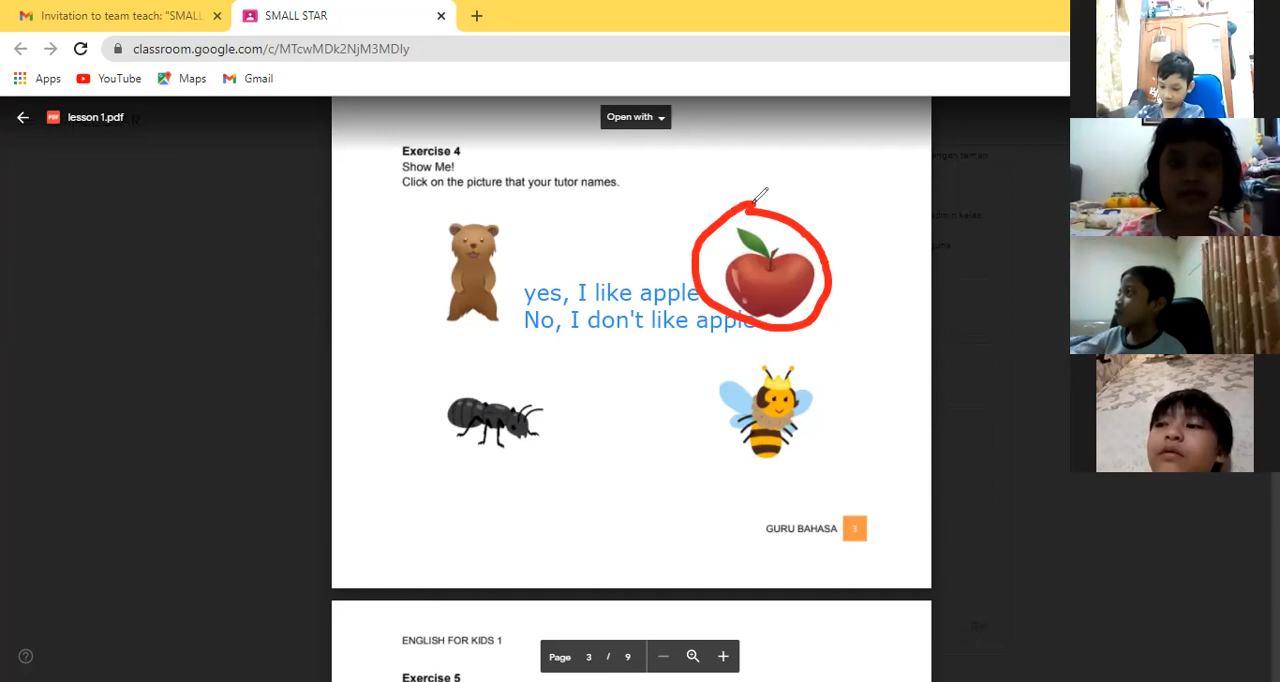 Invitation to team teach: "SMALL
SMALL STAR
classroom.google.com/c/MTcwMDk2NjM3MDIy
Apps YouTube Maps Gmail
lesson 1.pdf
Open with
Exercise 4
Show Me!
Click on the picture that your tutor names.
yes, I like apple
No, I don't like apple
GURU BAHASA 3
ENGLISH FOR KIDS 1
Page 3 / 9
Exercise 5